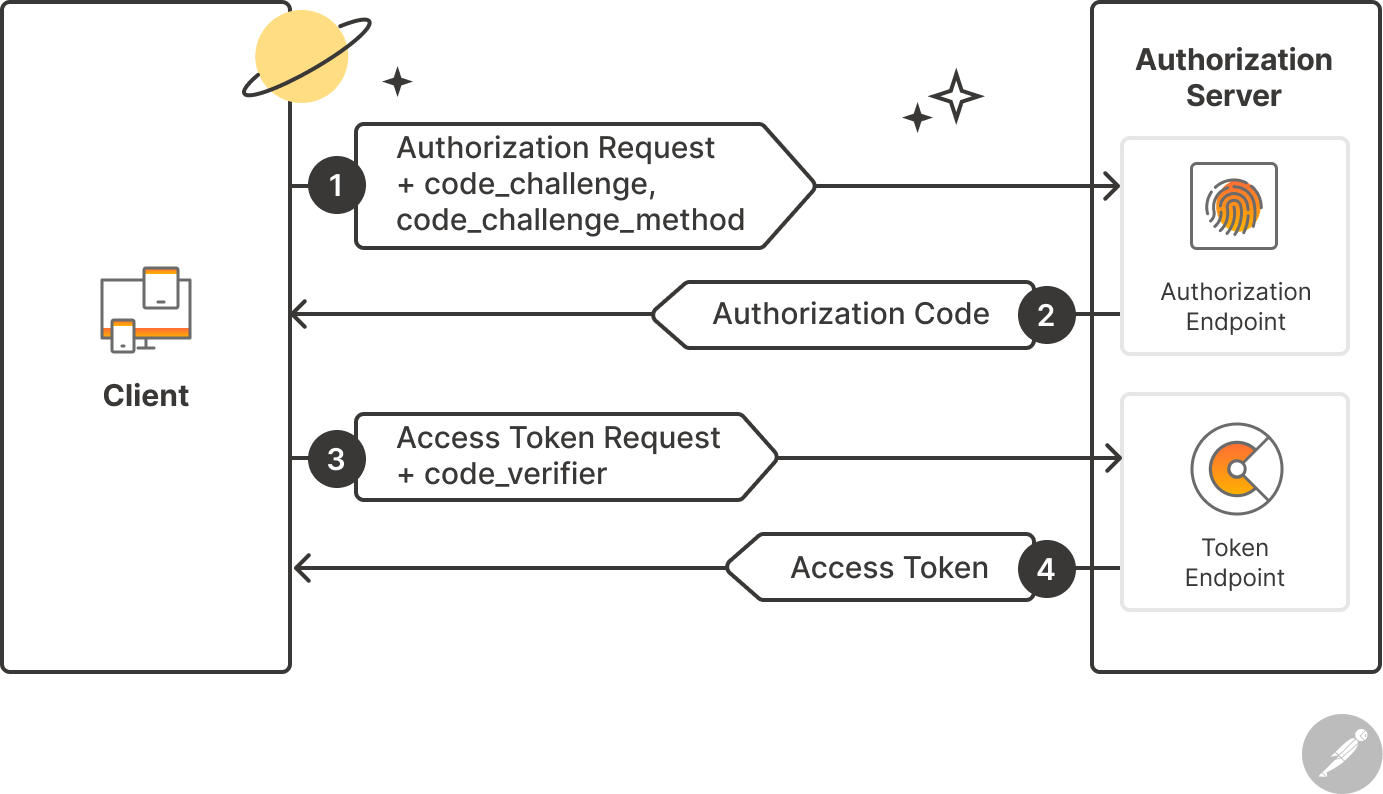 Authorization
Server
1
Authorization Request
+ code_challenge,
code_challenge_method
Authorization
Endpoint
Authorization Code
2
Client
3
Access Token Request
+ code_verifier
Token
Endpoint
Access Token
4